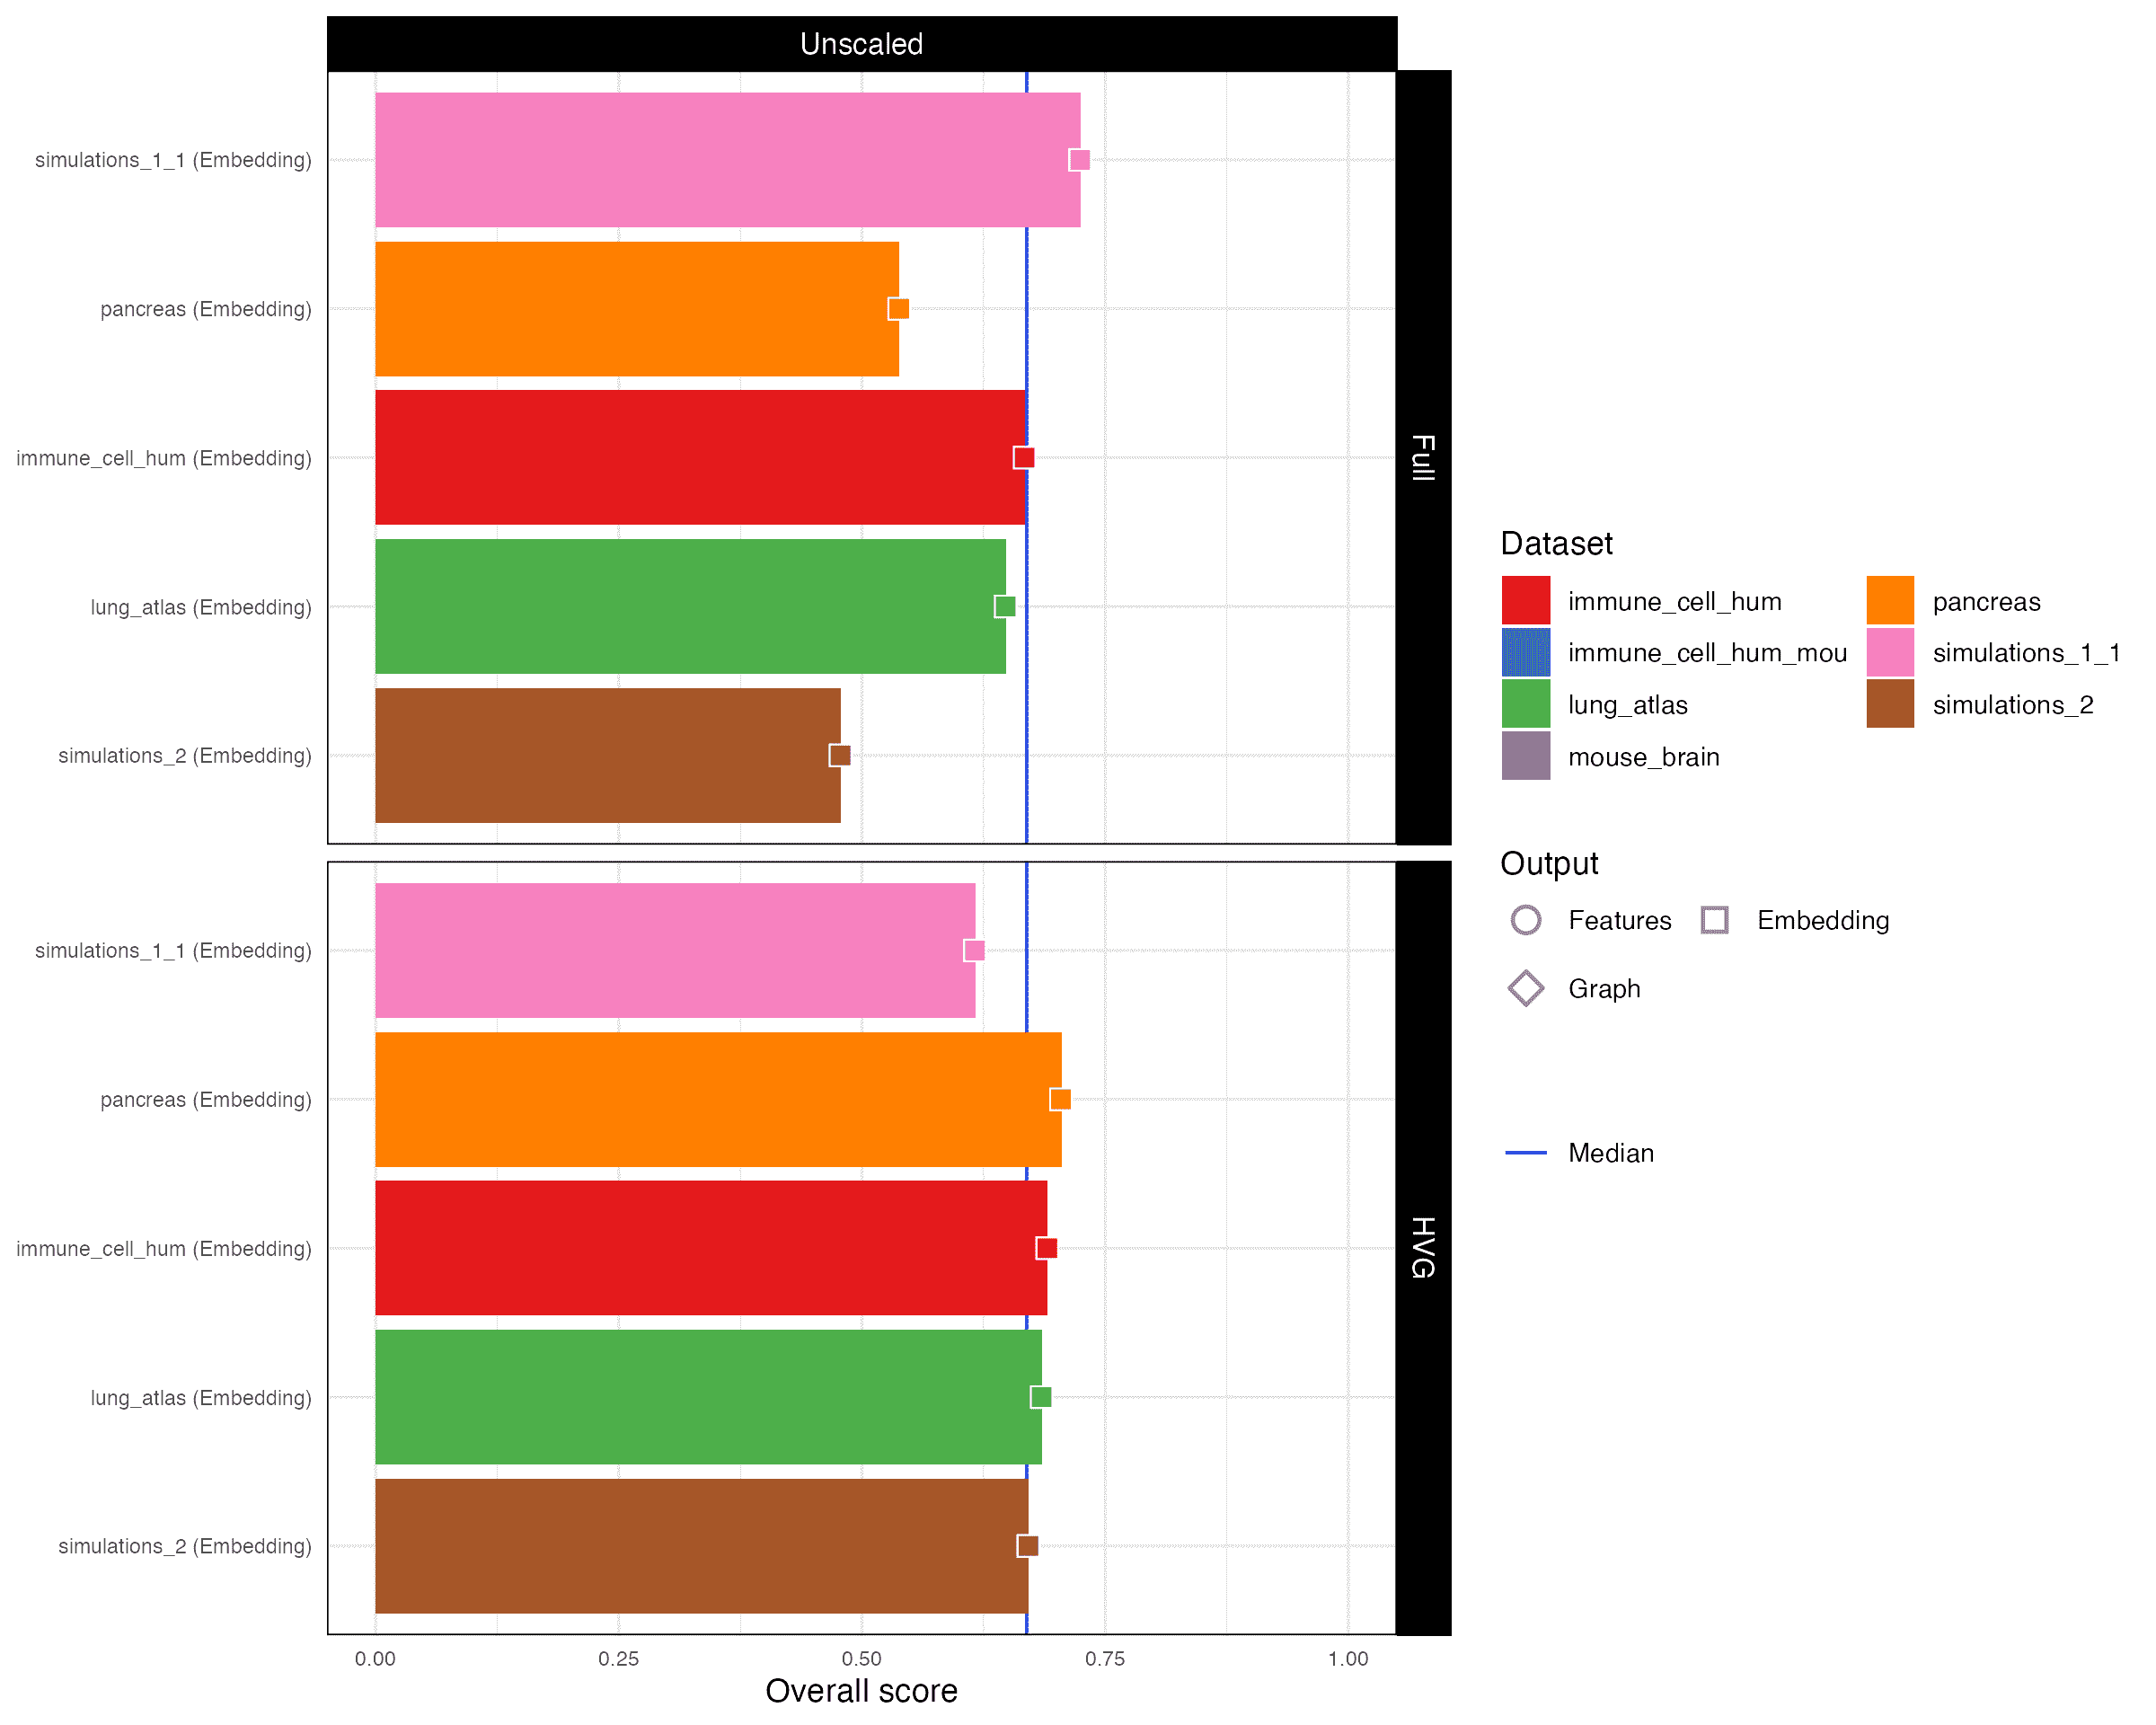 Unscaled
simulations_1_1 (Embedding)
pancreas (Embedding)
immune_cell_hum (Embedding)
lung_atlas (Embedding)
simulations_2 (Embedding)
Full
simulations_1_1 (Embedding)
pancreas (Embedding)
immune_cell_hum (Embedding)
lung_atlas (Embedding)
simulations_2 (Embedding)
HVG
0.00 0.25 0.50 0.75 1.00
Overall score
Dataset
immune_cell_hum pancreas
immune_cell_hum_mou simulations_1_1
lung_atlas simulations_2
mouse_brain
Output
Features Embedding
Graph
Median